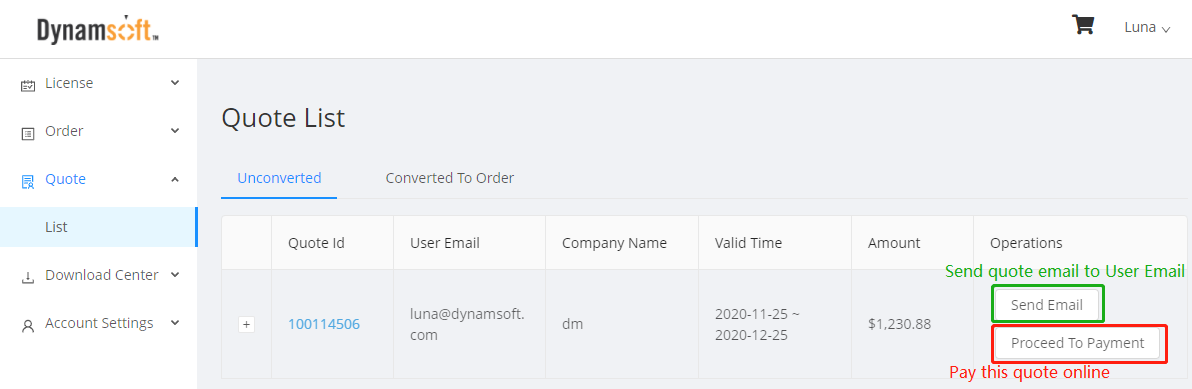 Dynamsoft™
Luna
License
Order
Quote
List
Download Center
Account Settings
Quote List
Unconverted
Converted To Order
Quote Id
User Email
Company Name
Valid Time
Amount
Operations
Send quote email to User Email
+
100114506
luna@dynamsoft.
com
dm
2020-11-25 ~
2020-12-25
$1,230.88
Send Email
Proceed To Payment
Pay this quote online